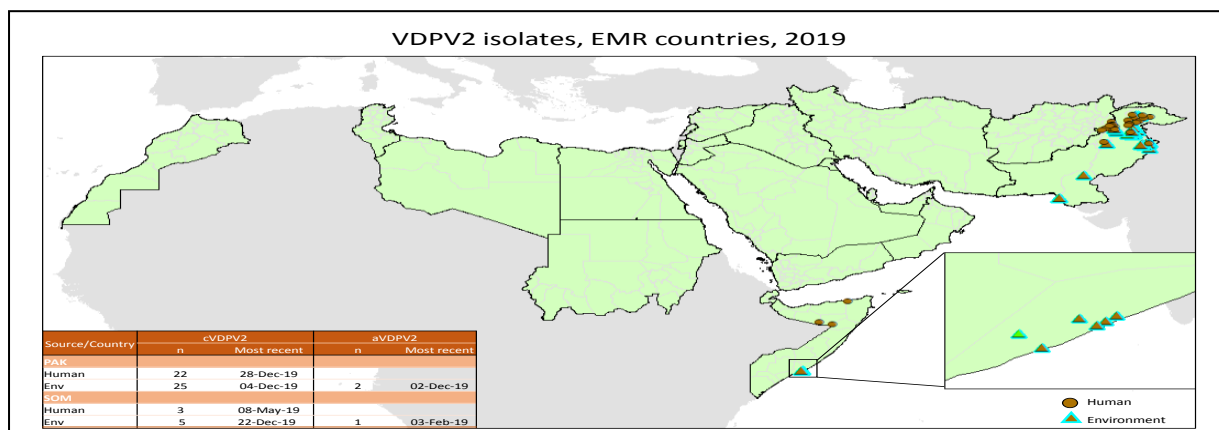 VDPV2 isolates, EMR countries, 2019
Source/Country cVDPV2 aVDPV2
n Most recent n Most recent
PAK
Human 22 28-Dec-19
Env 25 04-Dec-19 2 02-Dec-19
SOM
Human 3 08-May-19
Env 5 22-Dec-19 1 03-Feb-19
Human
Environment